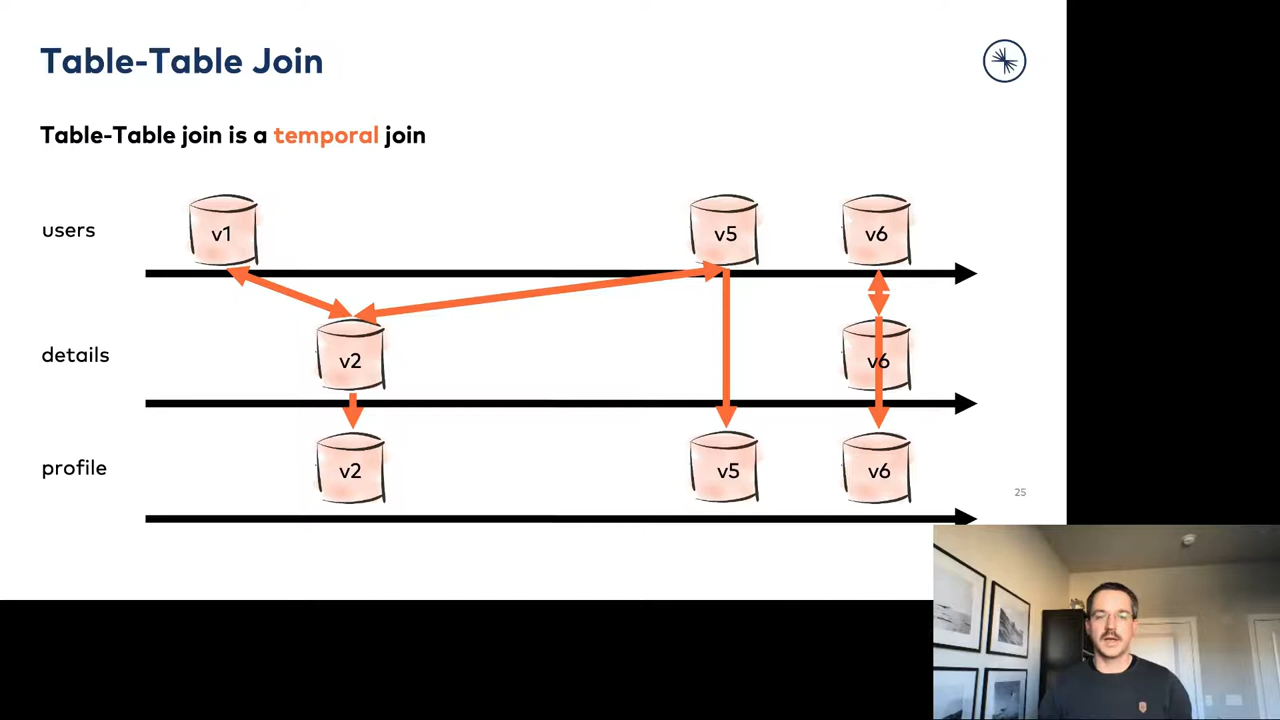 Table-Table Join
Table-Table join is a temporal join
users
v1
v5
v6
details
v2
v6
profile
v2
v5
v6
25